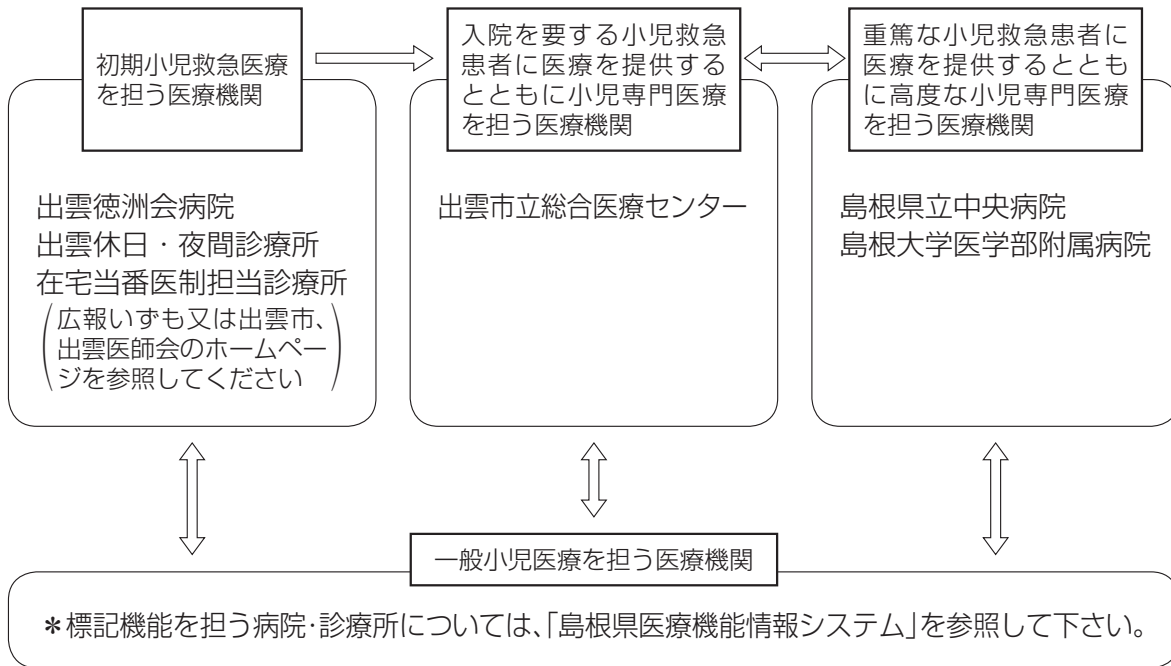 初期小児救急医療
を担う医療機関
入院を要する小児救急
患者に医療を提供する
とともに小児専門医療
を担う医療機関
重篤な小児救急患者に
医療を提供するととも
に高度な小児専門医療
を担う医療機関
出雲徳洲会病院
出雲休日・夜間診療所
在宅当番医制担当診療所
(広報いずも又は出雲市、
出雲医師会のホームペー
ジを参照してください)
出雲市立総合医療センター
島根県立中央病院
島根大学医学部附属病院
一般小児医療を担う医療機関
*標記機能を担う病院・診療所については、「島根県医療機能情報システム」を参照して下さい。